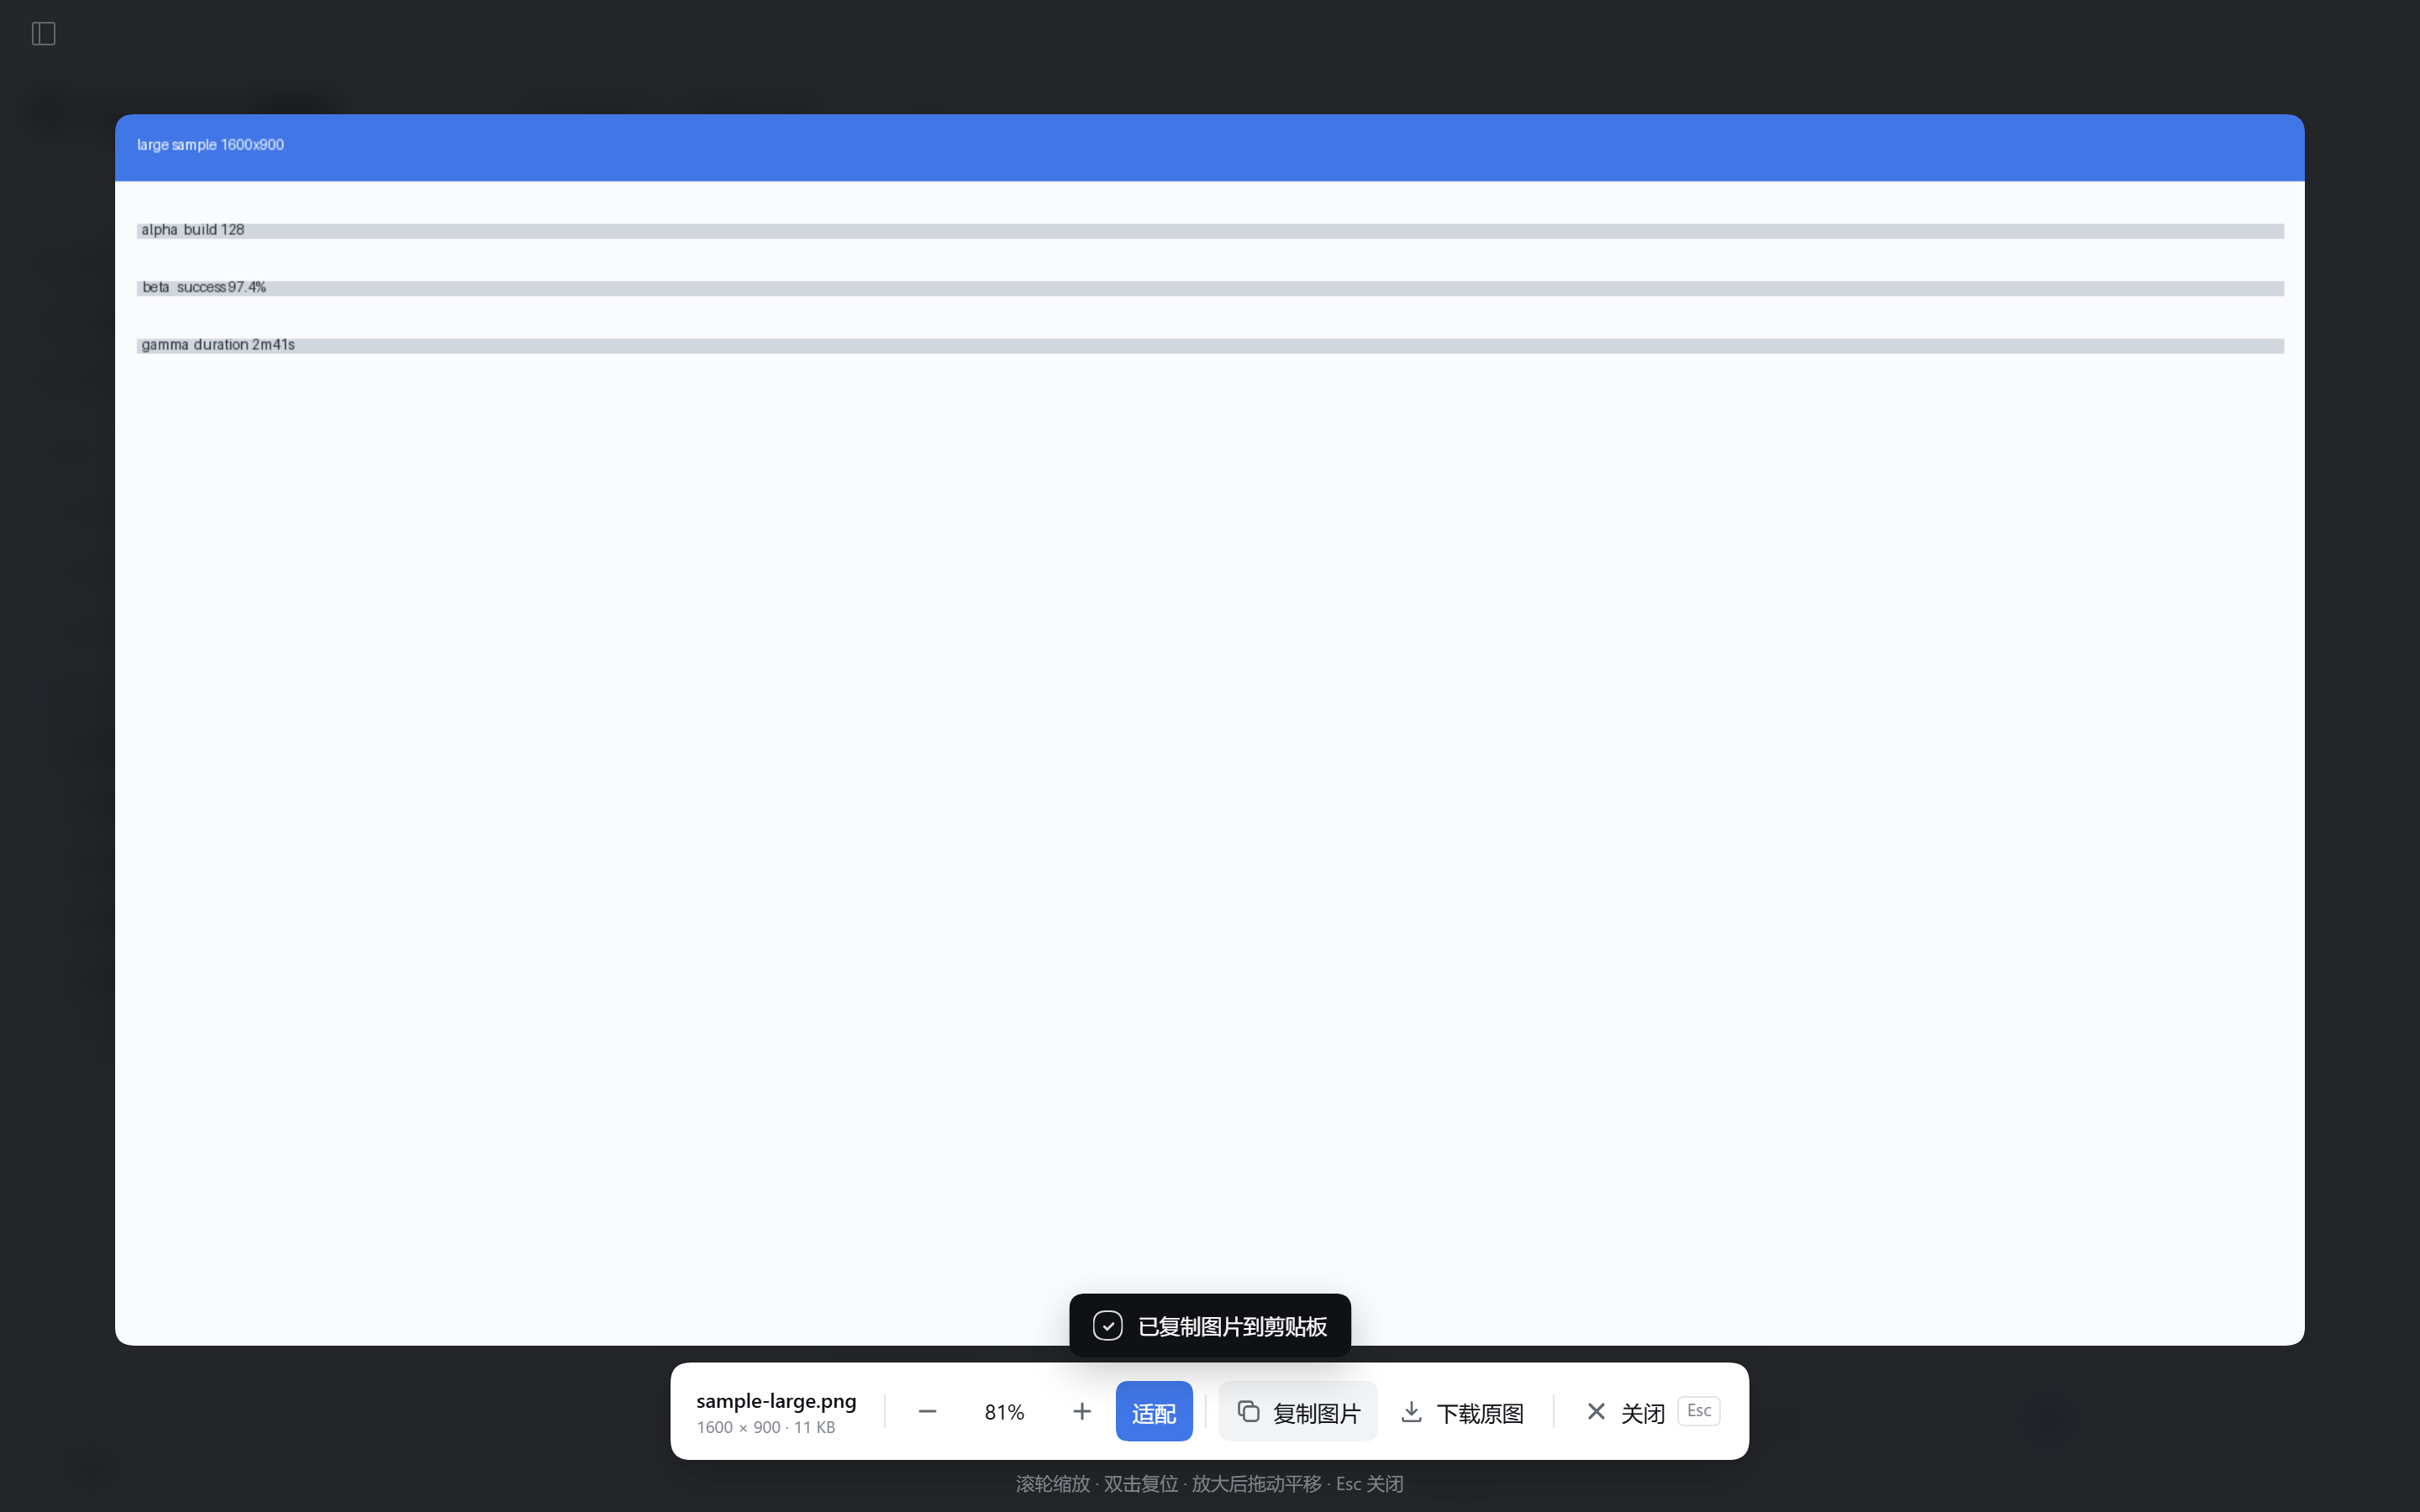 large sample 1600x900
alpha build 128
beta success 97.4%
gamma duration 2m41s
已复制图片到剪贴板
sample-large.png
1600 × 900 · 11 KB
81%
适配
复制图片
下载原图
关闭 Esc
滚轮缩放 · 双击复位 · 放大后拖动平移 · Esc 关闭